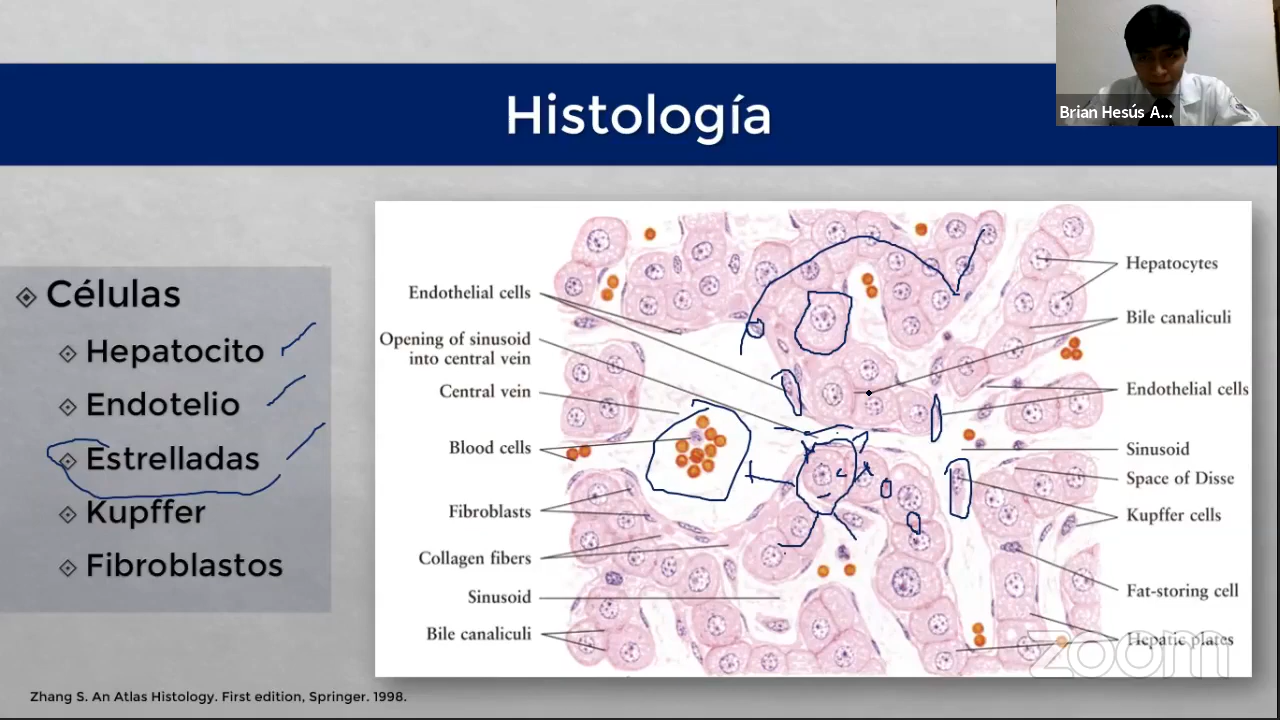 Brian Hesús A...
Histología
Células
Hepatocito
Endotelio
Estrelladas
Kupffer
Fibroblastos
Endothelial cells
Opening of sinusoid
into central vein
Central vein
Blood cells
Fibroblasts
Collagen fibers
Sinusoid
Bile canaliculi
Hepatocytes
Bile canaliculi
Endothelial cells
Sinusoid
Space of Disse
Kupffer cells
Fat-storing cell
Hepatic plates
zoom
Zhang S. An Atlas Histology. First edition, Springer. 1998.